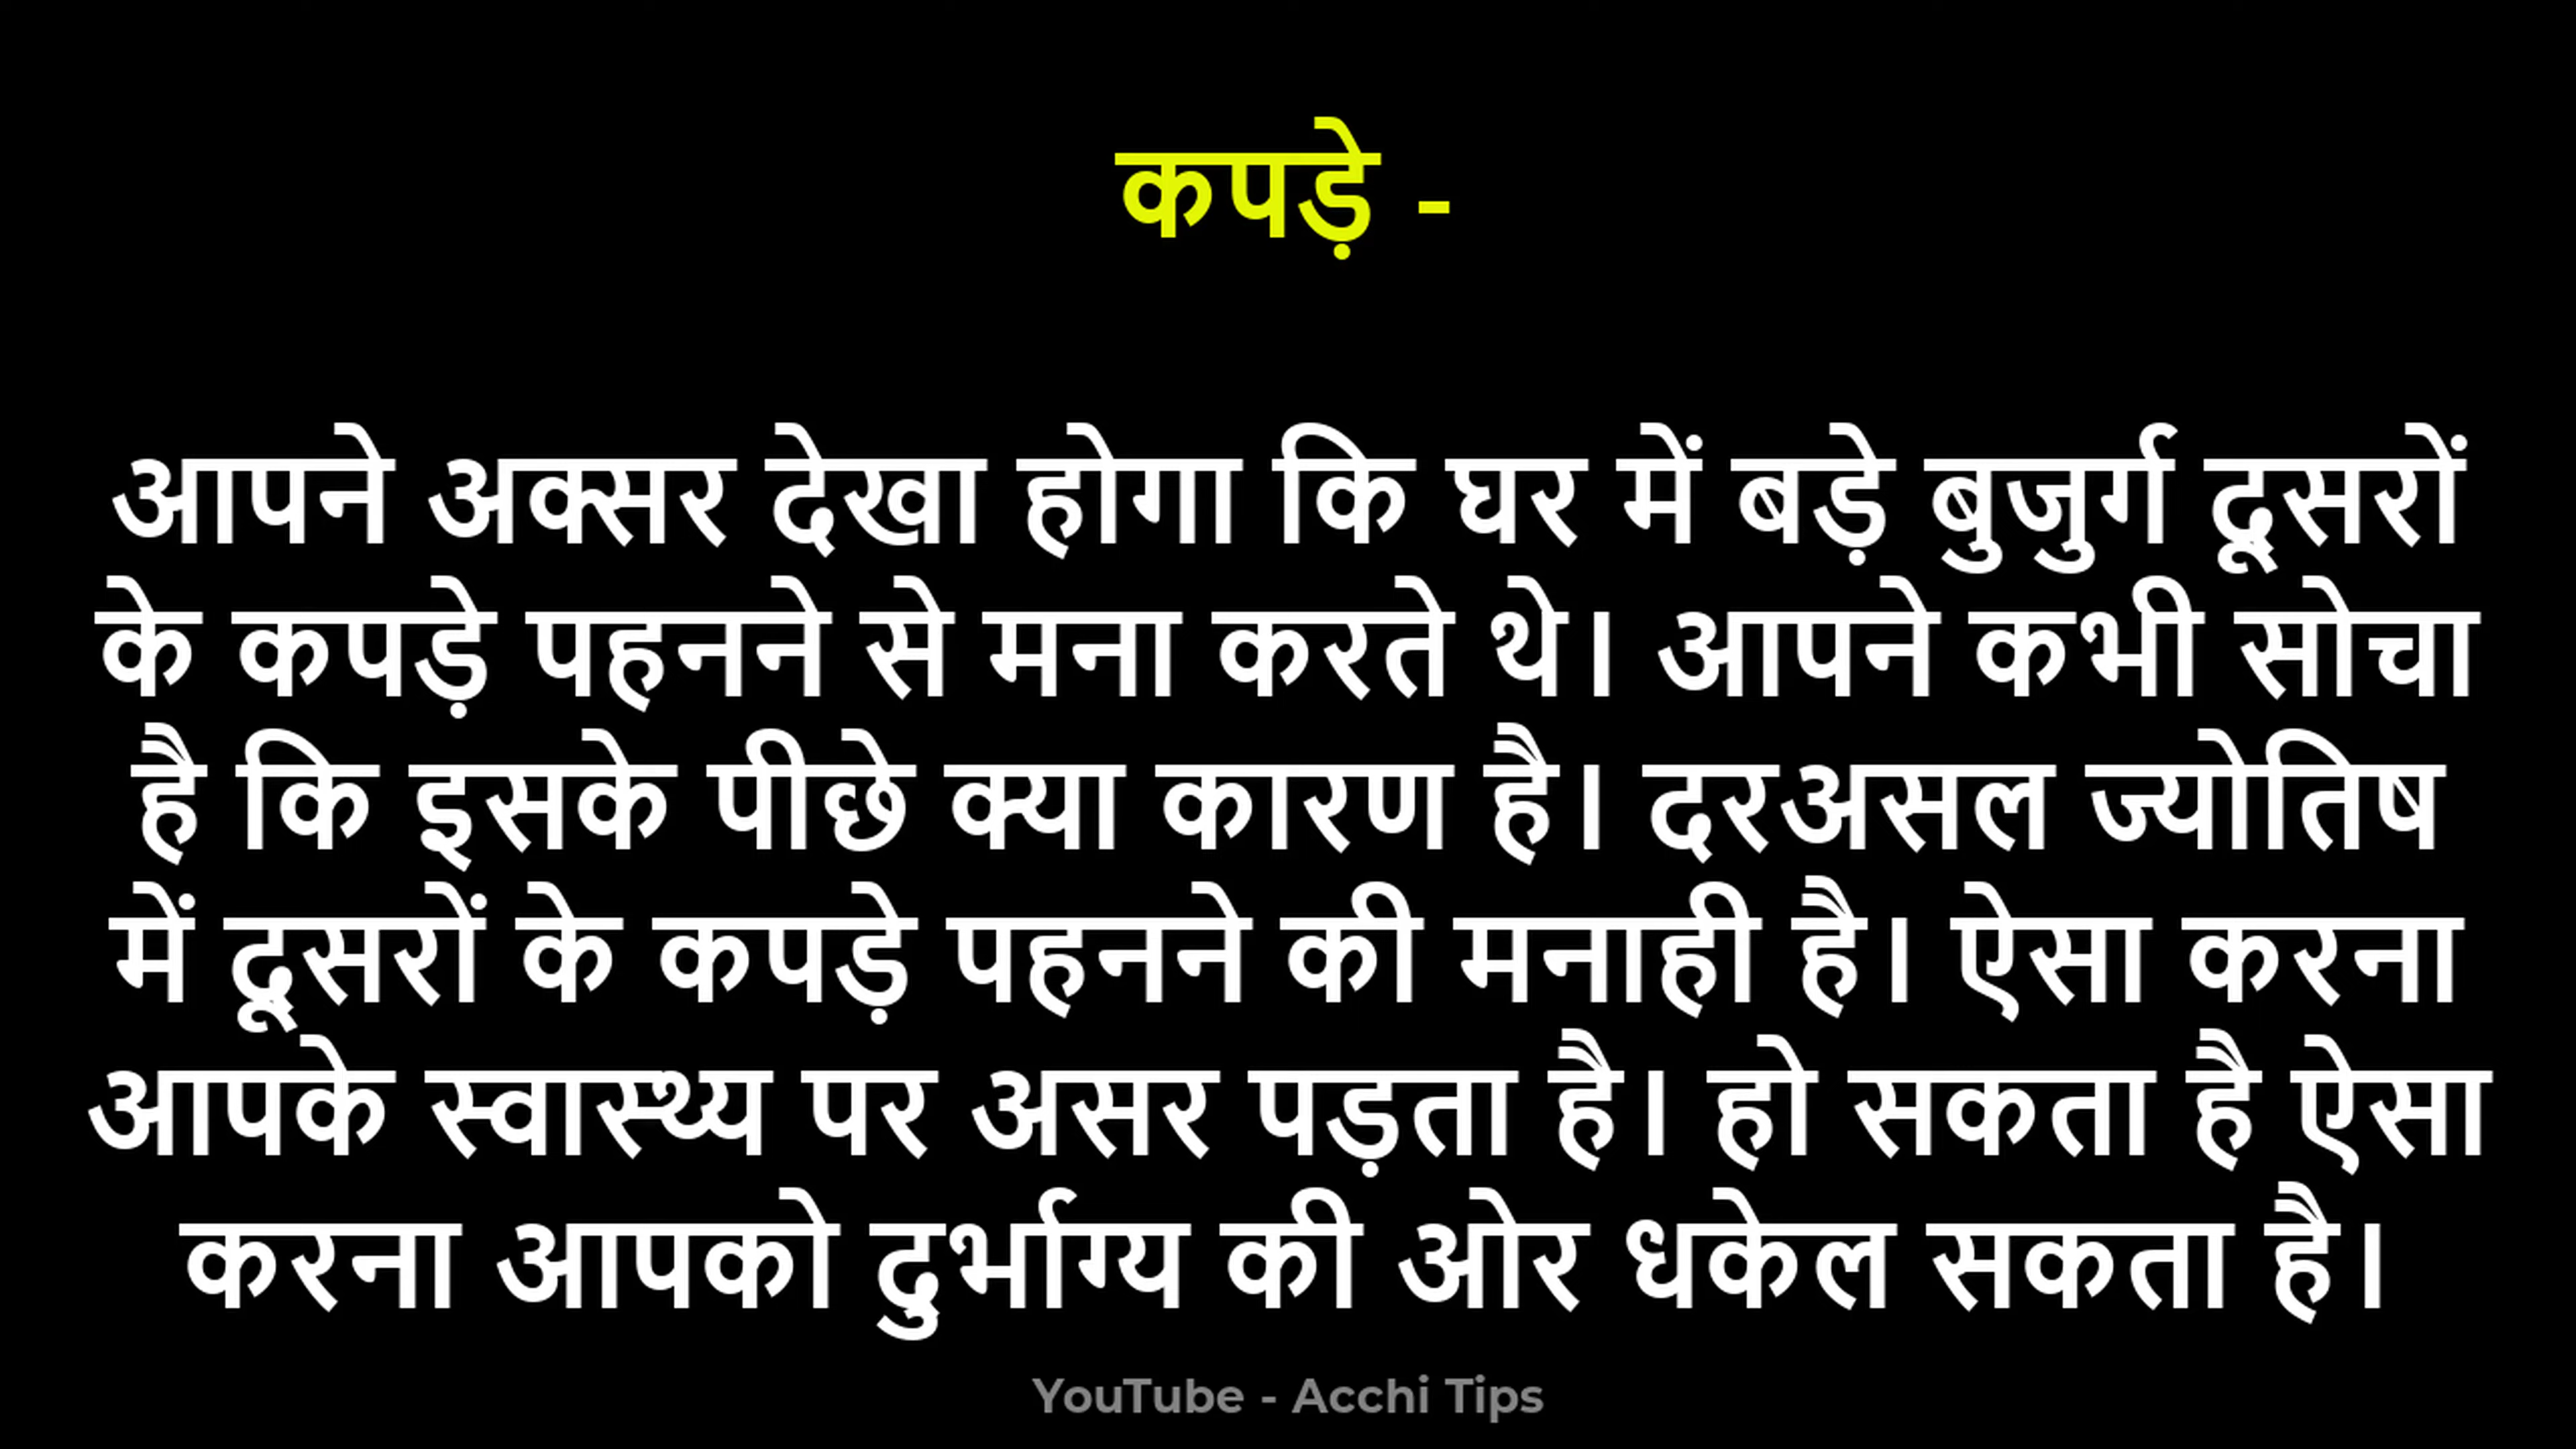 कपड़े -
आपने अक्सर देखा होगा कि घर में बड़े बुजुर्ग दूसरों
के कपड़े पहनने से मना करते थे। आपने कभी सोचा
है कि इसके पीछे क्या कारण है। दरअसल ज्योतिष
में दूसरों के कपड़े पहनने की मनाही है। ऐसा करना
आपके स्वास्थ्य पर असर पड़ता है। हो सकता है ऐसा
करना आपको दुर्भाग्य की ओर धकेल सकता है।
YouTube - Acchi Tips